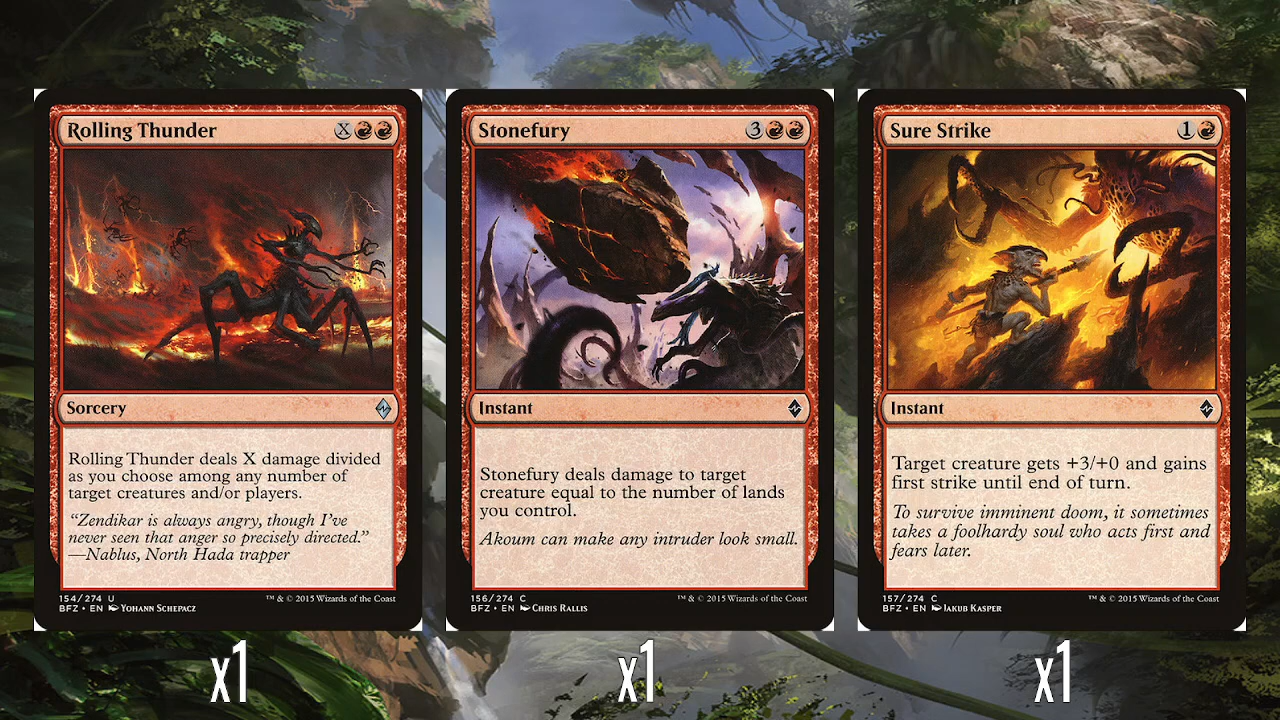 Rolling Thunder X
Sorcery
Rolling Thunder deals X damage divided
as you choose among any number of
target creatures and/or players.
“Zendikar is always angry, though I’ve
never seen that anger so precisely directed.”
—Nablus, North Hada trapper
154/274 U
BFZ • EN Yohann Schepacz
™ & © 2015 Wizards of the Coast
x1
Stonefury 3
Instant
Stonefury deals damage to target
creature equal to the number of lands
you control.
Akoum can make any intruder look small.
156/274 C
BFZ • EN Chris Rallis
™ & © 2015 Wizards of the Coast
x1
Sure Strike 1
Instant
Target creature gets +3/+0 and gains
first strike until end of turn.
To survive imminent doom, it sometimes
takes a foolhardy soul who acts first and
fears later.
157/274 C
BFZ • EN Jakub Kasper
™ & © 2015 Wizards of the Coast
x1